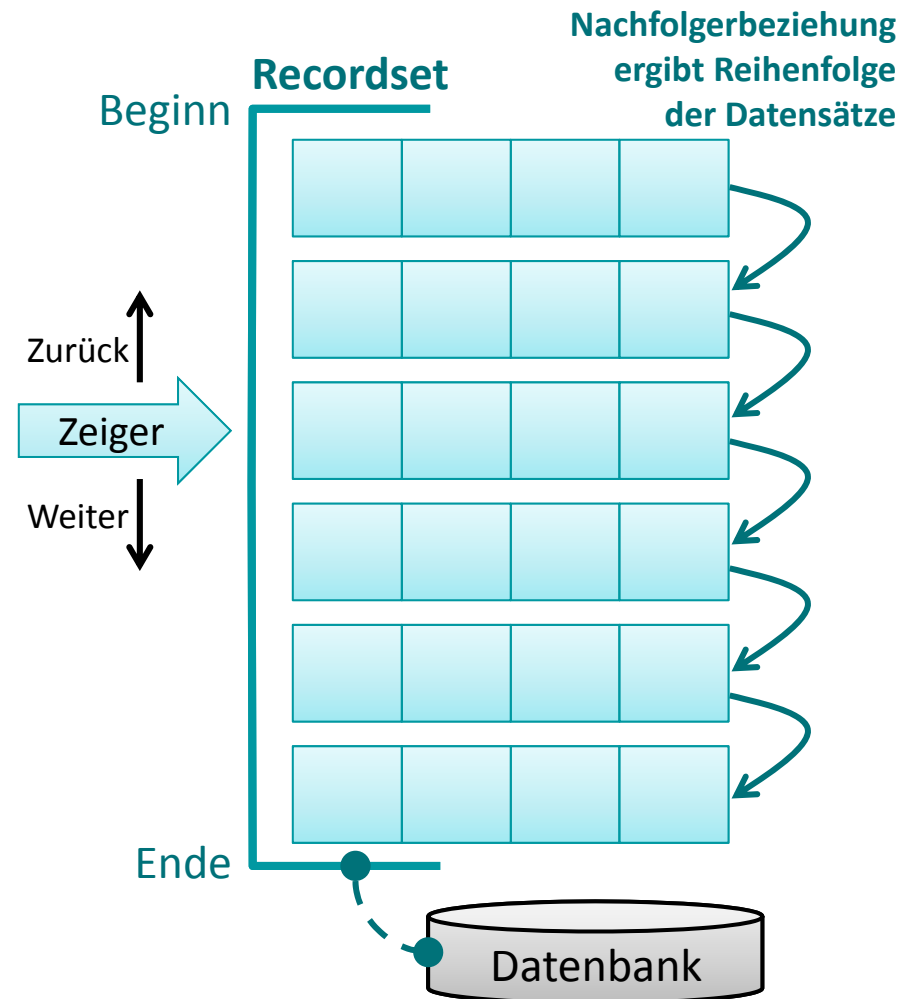 Nachfolgerbeziehung
ergibt Reihenfolge
der Datensätze
Recordset
Beginn
Zurück
Zeiger
Weiter
Ende
Datenbank